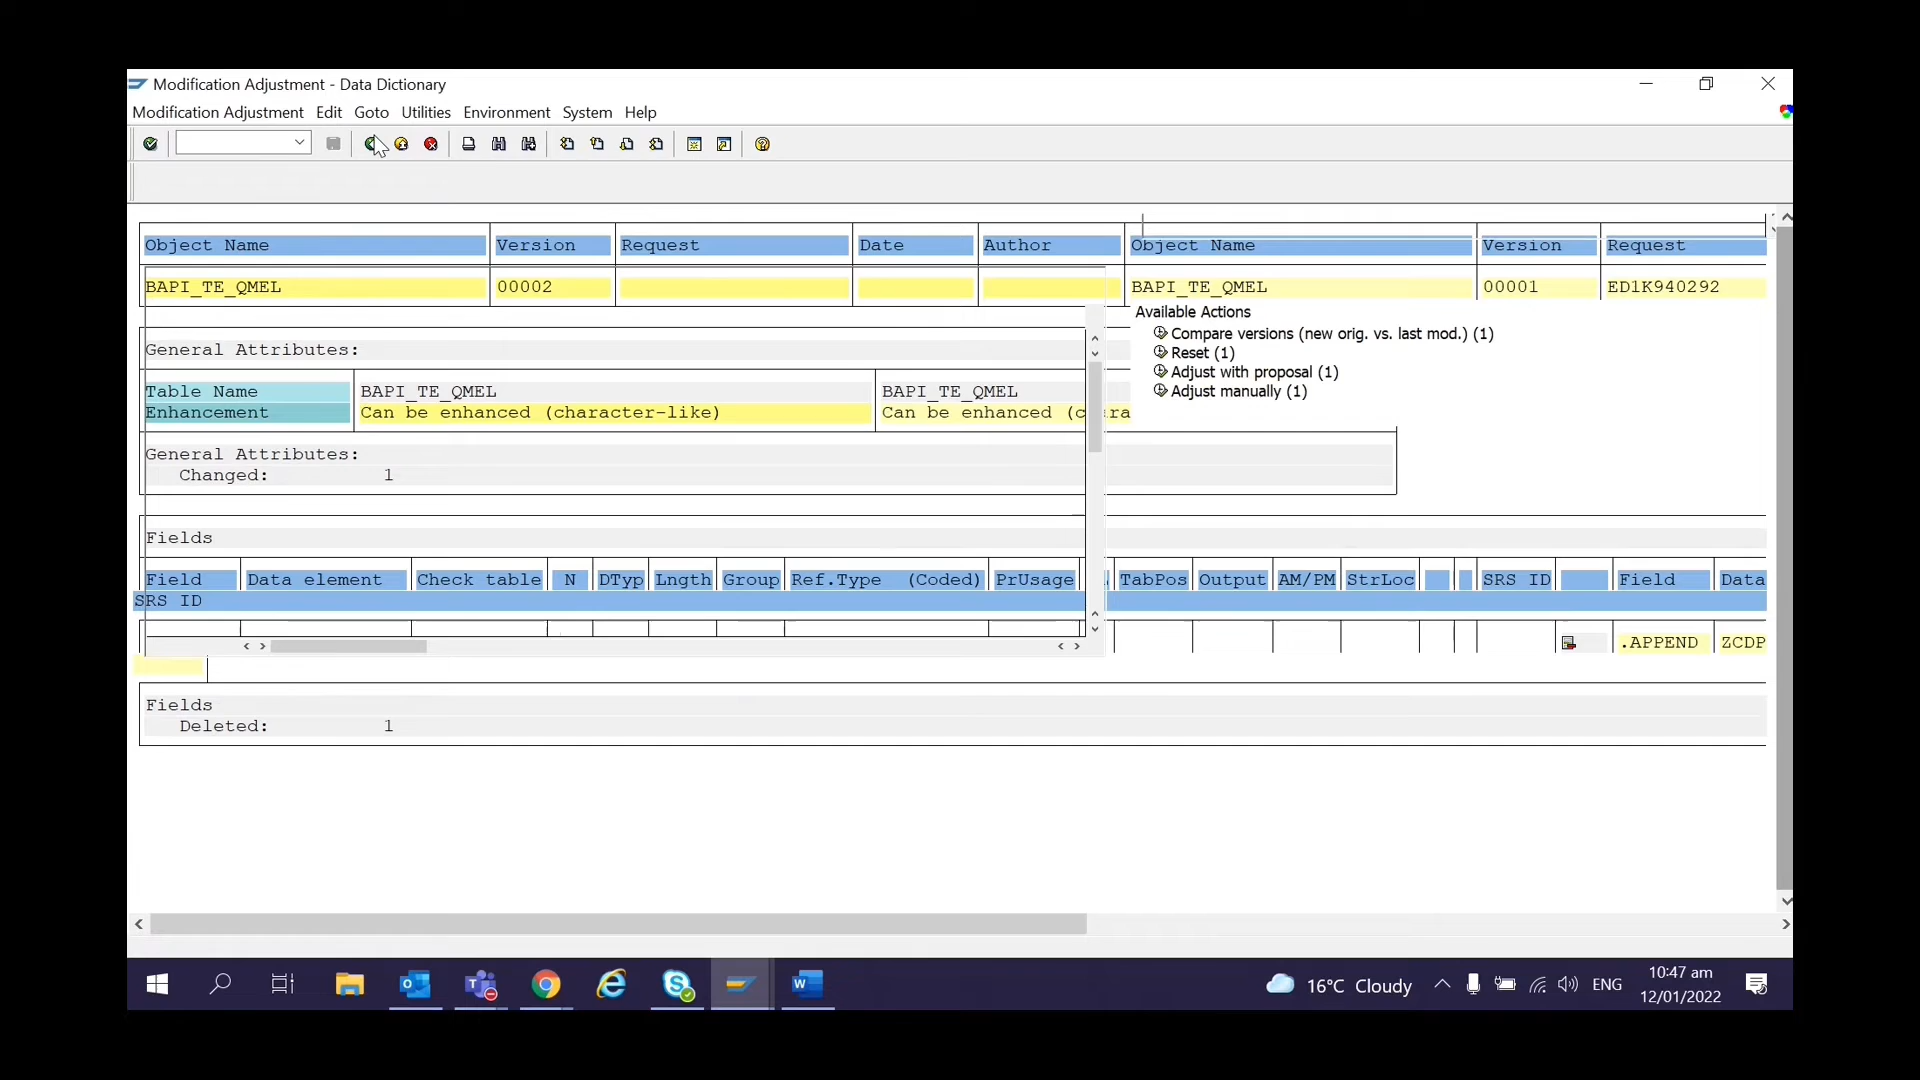 Modification Adjustment - Data Dictionary
Modification Adjustment Edit Goto Utilities Environment System Help
Object Name Version Request Date Author Object Name Version Request
BAPI_TE_QMEL 00002 BAPI_TE_QMEL 00001 ED1K940292
Available Actions
Compare versions (new orig. vs. last mod.) (1)
Reset (1)
Adjust with proposal (1)
Adjust manually (1)
General Attributes:
Table Name BAPI_TE_QMEL BAPI_TE_QMEL
Enhancement Can be enhanced (character-like) Can be enhanced (c ra
General Attributes:
Changed: 1
Fields
Field Data element Check table N DTyp Lngth Group Ref.Type (Coded) PrUsage TabPos Output AM/PM StrLoc SRS ID Field Data
SRS ID
.APPEND ZCDP
Fields
Deleted: 1
16°C Cloudy ENG 10:47 am
12/01/2022